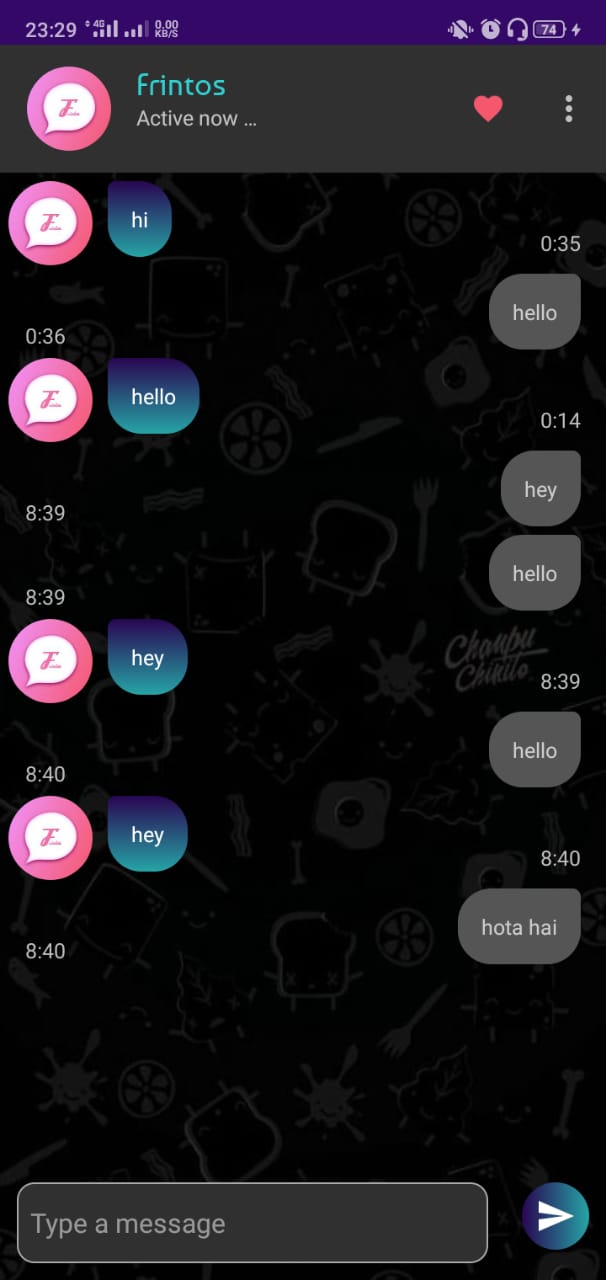 23:29
4G
0.00
KB/S
74
Frintos
Active now ...
hi
0:35
hello
0:36
hello
0:14
hey
8:39
hello
8:39
hey
8:39
hello
8:40
hey
8:40
hota hai
8:40
Chanpu
Chikilo
Type a message